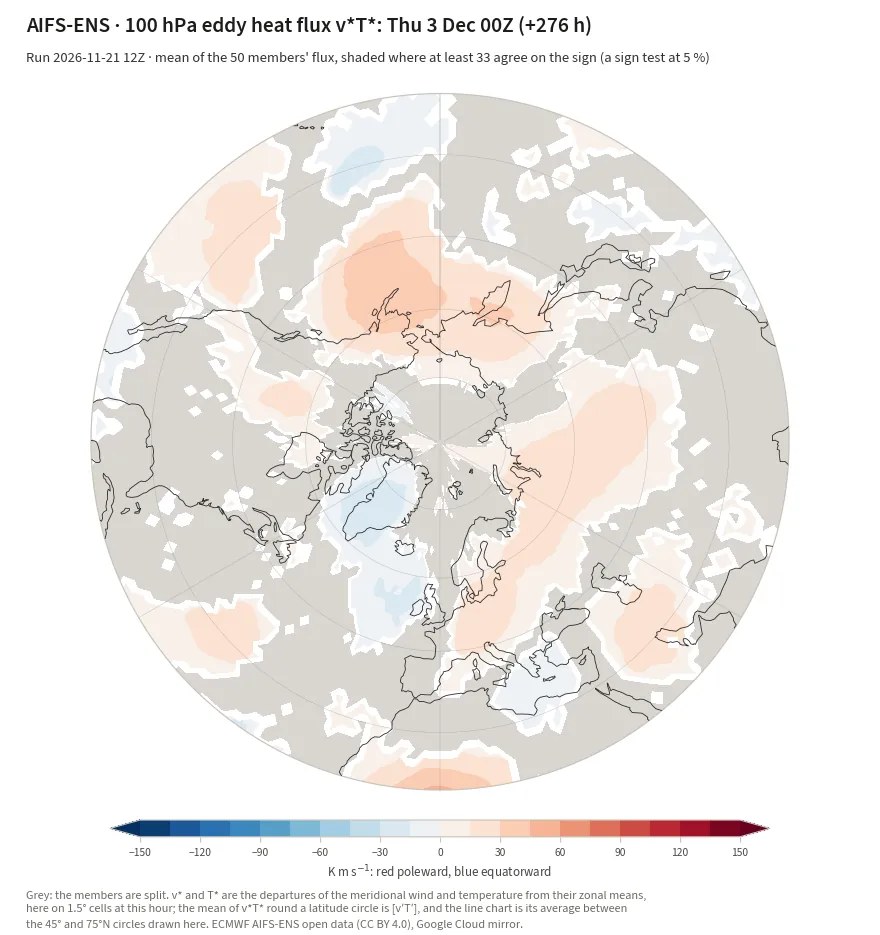 AIFS-ENS · 100 hPa eddy heat flux v*T*: Thu 3 Dec 00Z (+276 h)
Run 2026-11-21 12Z · mean of the 50 members' flux, shaded where at least 33 agree on the sign (a sign test at 5 %)
−150 −120 −90 −60 −30 0 30 60 90 120 150
K m s⁻¹: red poleward, blue equatorward
Grey: the members are split. v* and T* are the departures of the meridional wind and temperature from their zonal means,
here on 1.5° cells at this hour; the mean of v*T* round a latitude circle is [v'T'], and the line chart is its average between
the 45° and 75°N circles drawn here. ECMWF AIFS-ENS open data (CC BY 4.0), Google Cloud mirror.